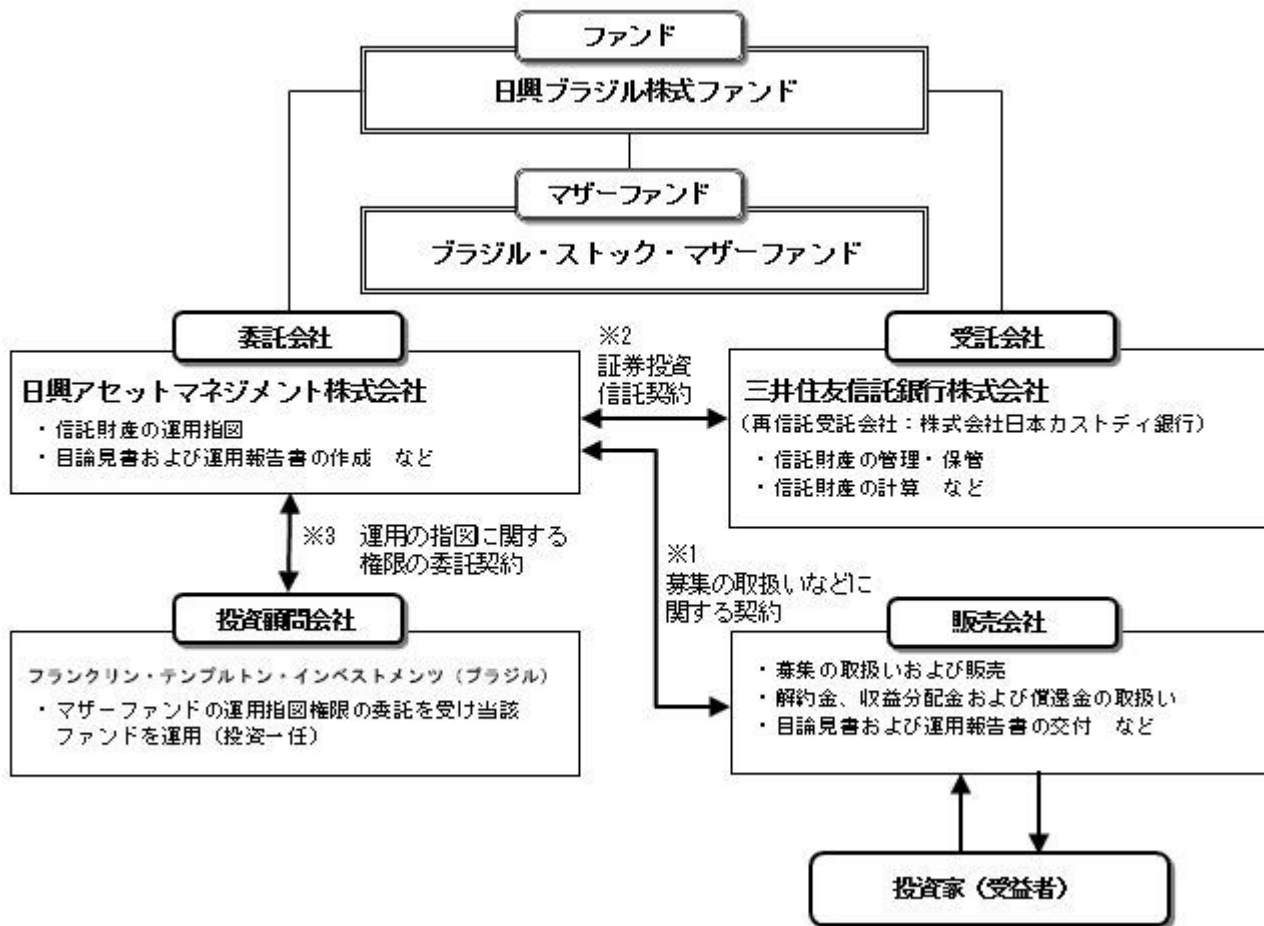 ファンド
日興ブラジル株式ファンド
マザーファンド
ブラジル・ストック・マザーファンド
委託会社
日興アセットマネジメント株式会社
・信託財産の運用指図
・目論見書および運用報告書の作成 など
※2
証券投資
信託契約
受託会社
三井住友信託銀行株式会社
（再信託受託会社：株式会社日本カストディ銀行）
・信託財産の管理・保管
・信託財産の計算 など
※3 運用の指図に関する
権限の委託契約
※1
募集の取扱いなどに
関する契約
投資顧問会社
フランクリン・テンプルトン・インベストメンツ（ブラジル）
・マザーファンドの運用指図権限の委託を受け当該
ファンドを運用（投資一任）
販売会社
・募集の取扱いおよび販売
・解約金、収益分配金および償還金の取扱い
・目論見書および運用報告書の交付 など
投資家（受益者）